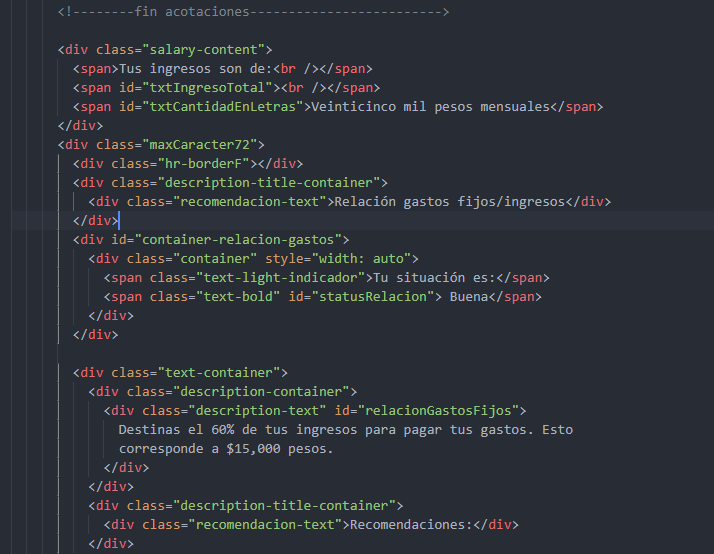 <!--------fin acotaciones------------------------->
<div class="salary-content">
<span>Tus ingresos son de:<br /></span>
<span id="txtIngresoTotal"><br /></span>
<span id="txtCantidadEnLetras">Veinticinco mil pesos mensuales</span>
</div>
<div class="maxCaracter72">
<div class="hr-borderF"></div>
<div class="description-title-container">
<div class="recomendacion-text">Relación gastos fijos/ingresos</div>
</div>
<div id="container-relacion-gastos">
<div class="container" style="width: auto">
<span class="text-light-indicador">Tu situación es:</span>
<span class="text-bold" id="statusRelacion"> Buena</span>
</div>
</div>
<div class="text-container">
<div class="description-container">
<div class="description-text" id="relacionGastosFijos">
Destinas el 60% de tus ingresos para pagar tus gastos. Esto
corresponde a $15,000 pesos.
</div>
</div>
<div class="description-title-container">
<div class="recomendacion-text">Recomendaciones:</div>
</div>